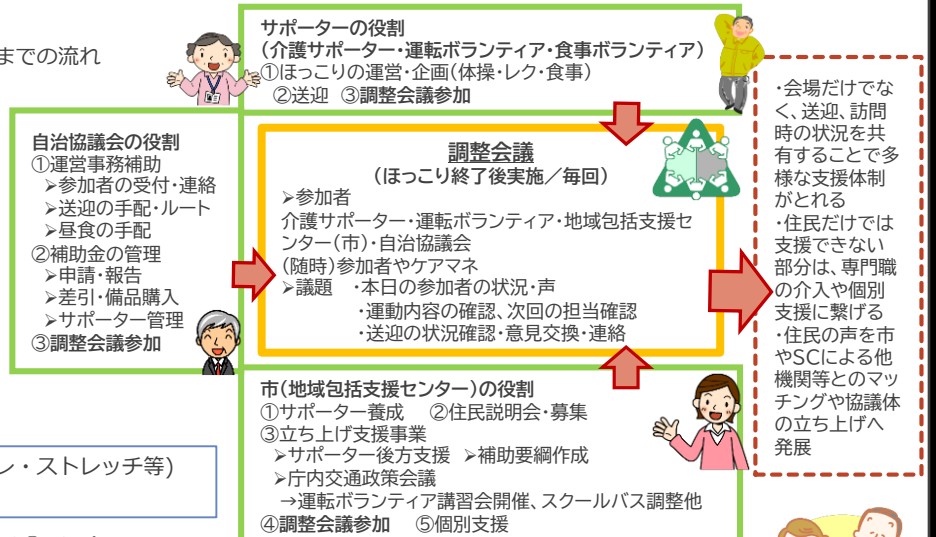 までの流れ
サポーターの役割
(介護サポーター・運転ボランティア・食事ボランティア)
①ほっこりの運営・企画(体操・レク・食事)
②送迎 ③調整会議参加
自治協議会の役割
①運営事務補助
➢参加者の受付・連絡
➢送迎の手配・ルート
➢昼食の手配
②補助金の管理
➢申請・報告
➢差引・備品購入
➢サポーター管理
③調整会議参加
調整会議
(ほっこり終了後実施/毎回)
➢参加者
介護サポーター・運転ボランティア・地域包括支援セ
ンター(市)・自治協議会
(随時)参加者やケアマネ
➢議題 ・本日の参加者の状況・声
・運動内容の確認、次回の担当確認
・送迎の状況確認・意見交換・連絡
市(地域包括支援センター)の役割
①サポーター養成 ②住民説明会・募集
③立ち上げ支援事業
➢サポーター後方支援 ➢補助要綱作成
➢庁内交通政策会議
→運転ボランティア講習会開催、スクールバス調整他
④調整会議参加 ⑤個別支援
・会場だけでな
く、送迎、訪問
時の状況を共
有することで多
様な支援体制
がとれる
・住民だけでは
支援できない
部分は、専門職
の介入や個別
支援に繋げる
・住民の声を市
やSCによる他
機関等とのマッ
チングや協議体
の立ち上げへ
発展
レ・ストレッチ等)